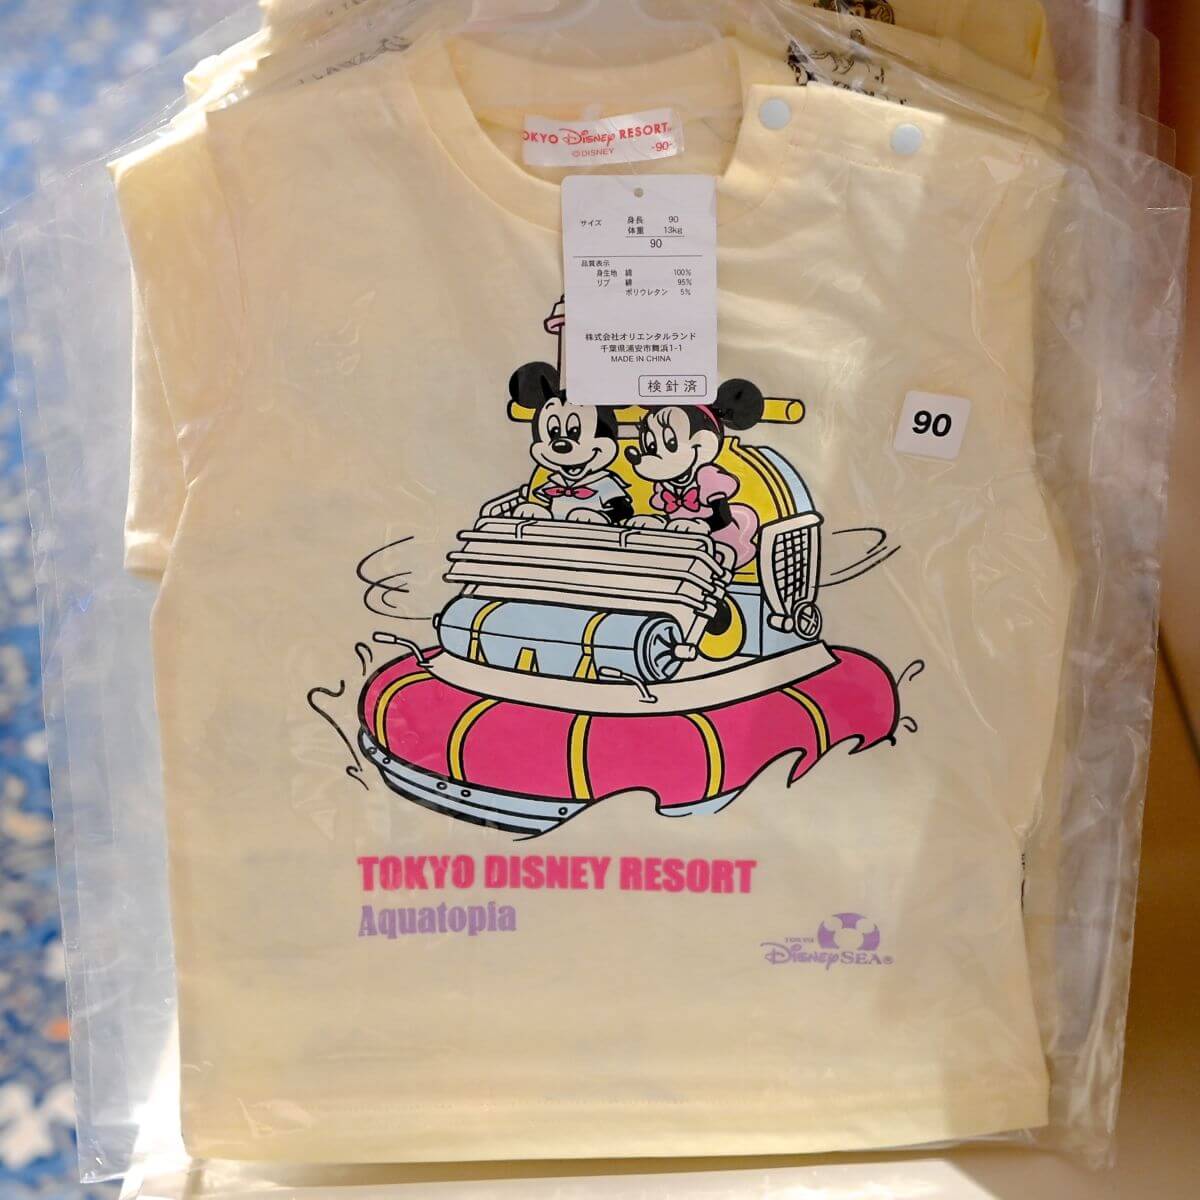 OKYO Disney RESORT
-90-
© DISNEY
サイズ 身長 90
体重 13kg
90
品質表示
身生地 綿 100%
リブ 綿 95%
ポリウレタン 5%
株式会社オリエンタルランド
千葉県浦安市舞浜1-1
MADE IN CHINA
検針済
90
TOKYO DISNEY RESORT
Aquatopia
TOKYO
DISNEY SEA®